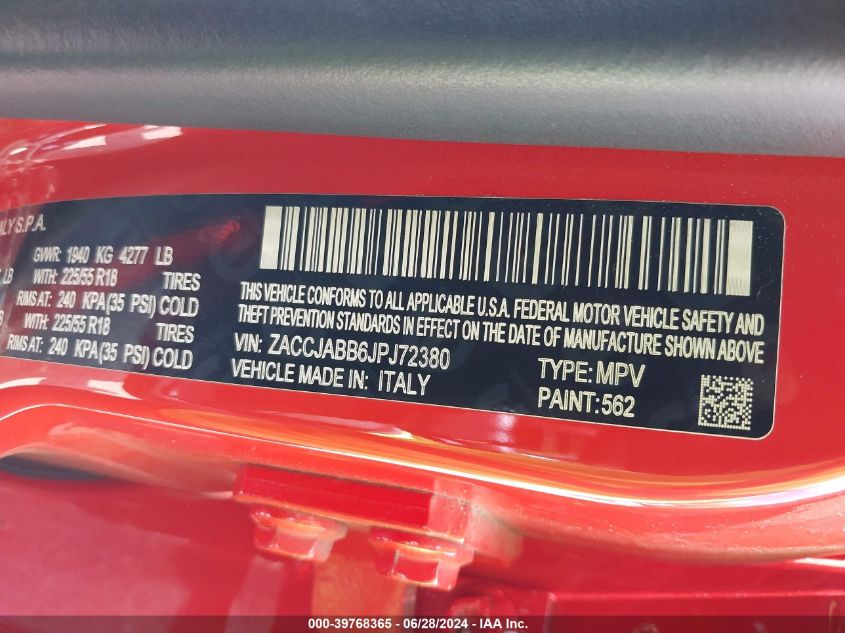 ALY S.P.A.
GVWR: 1940 KG 4277 LB
LB WITH: 225/55 R18 TIRES
RIMS AT: 240 KPA(35 PSI) COLD
WITH: 225/55 R18 TIRES
RIMS AT: 240 KPA(35 PSI) COLD
THIS VEHICLE CONFORMS TO ALL APPLICABLE U.S.A. FEDERAL MOTOR VEHICLE SAFETY AND
THEFT PREVENTION STANDARDS IN EFFECT ON THE DATE OF MANUFACTURE SHOWN ABOVE
VIN: ZACCJABB6JPJ72380 TYPE: MPV
VEHICLE MADE IN: ITALY PAINT: 562
000-39768365 - 06/28/2024 - IAA Inc.